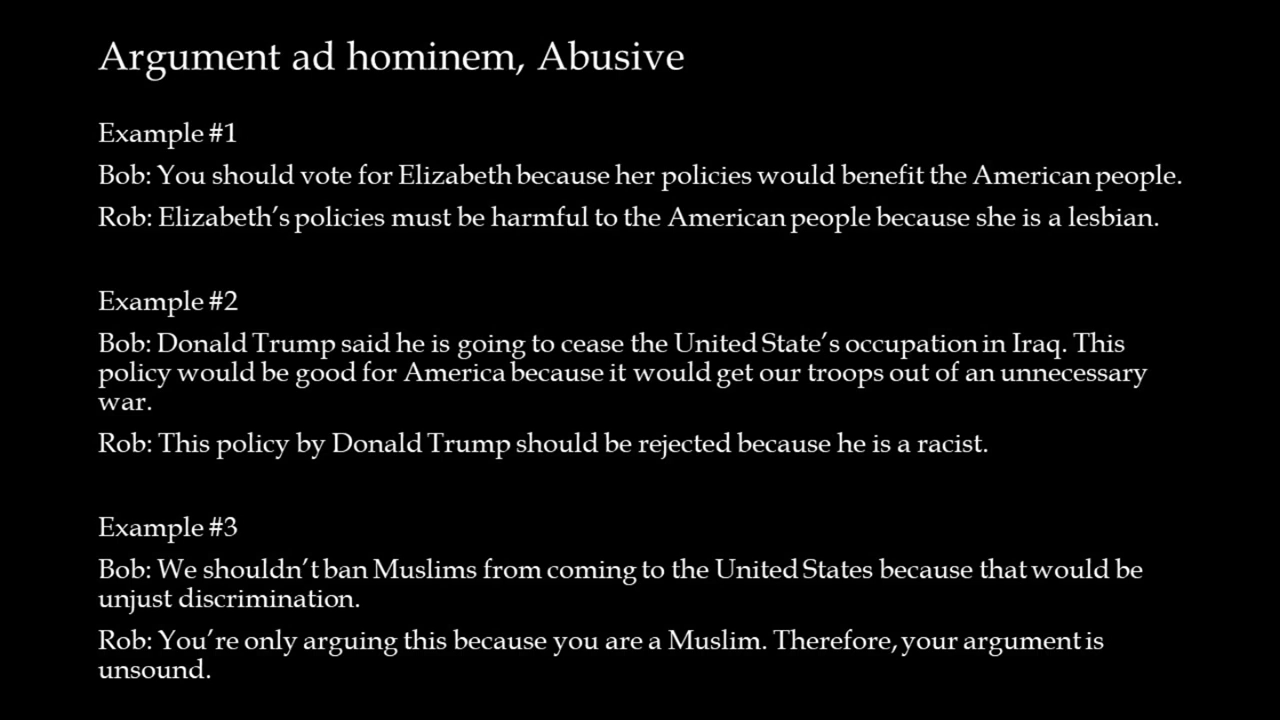 Argument ad hominem, Abusive
Example #1
Bob: You should vote for Elizabeth because her policies would benefit the American people.
Rob: Elizabeth’s policies must be harmful to the American people because she is a lesbian.
Example #2
Bob: Donald Trump said he is going to cease the United State’s occupation in Iraq. This
policy would be good for America because it would get our troops out of an unnecessary
war.
Rob: This policy by Donald Trump should be rejected because he is a racist.
Example #3
Bob: We shouldn’t ban Muslims from coming to the United States because that would be
unjust discrimination.
Rob: You’re only arguing this because you are a Muslim. Therefore, your argument is
unsound.